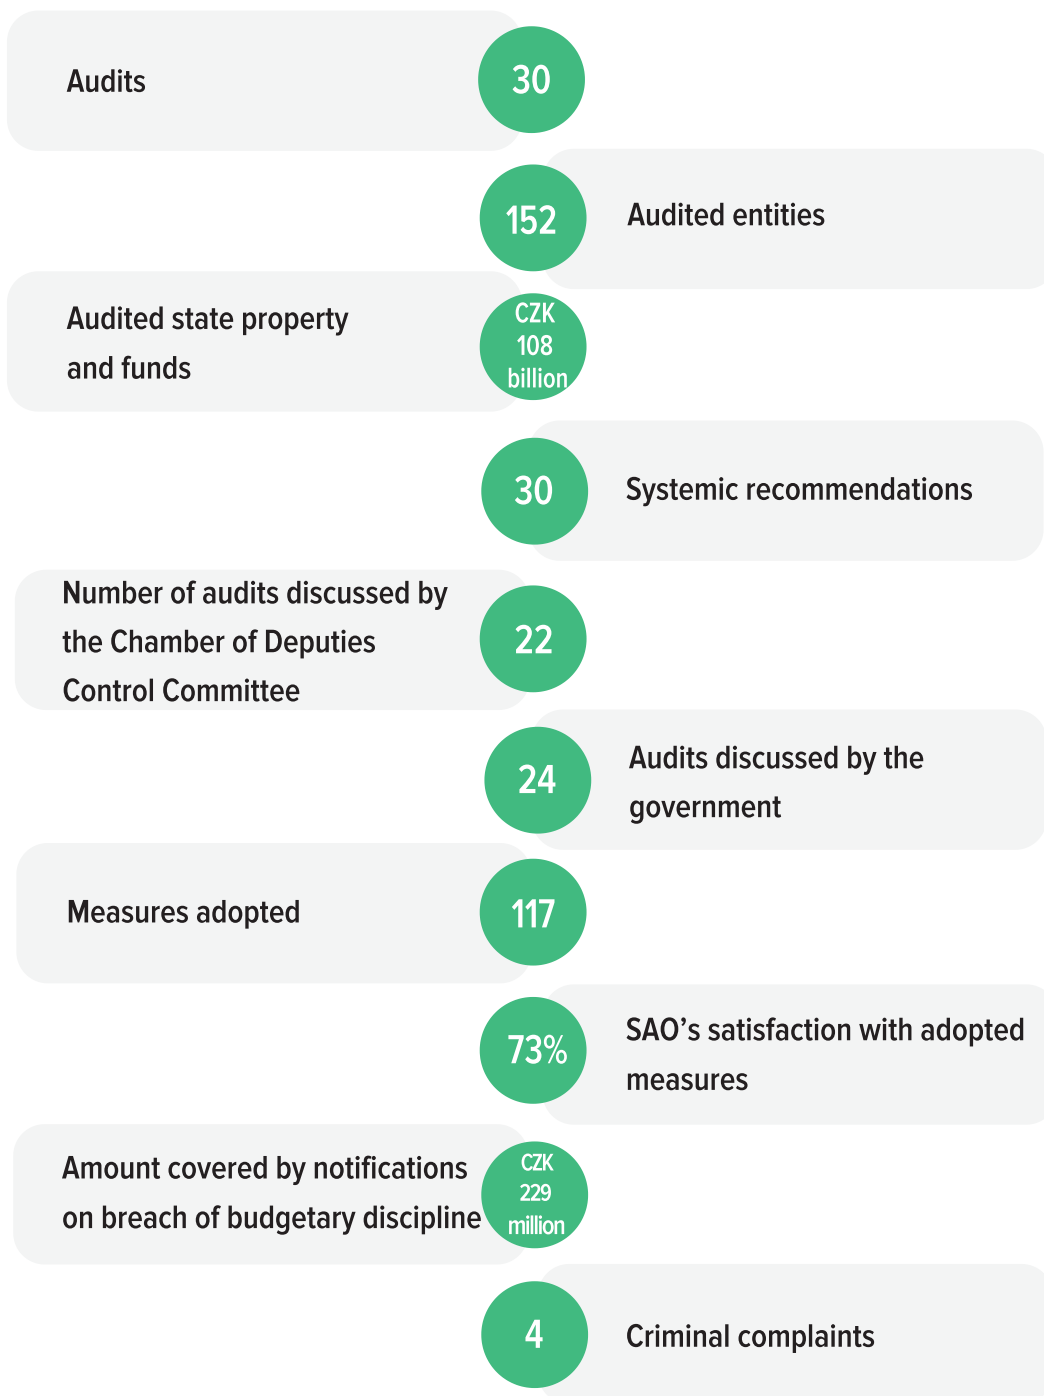 Audits
30
152
Audited entities
Audited state property
and funds
CZK
108
billion
30
Systemic recommendations
Number of audits discussed by
the Chamber of Deputies
Control Committee
22
24
Audits discussed by the
government
Measures adopted
117
73%
SAO’s satisfaction with adopted
measures
Amount covered by notifications
on breach of budgetary discipline
CZK
229
million
4
Criminal complaints